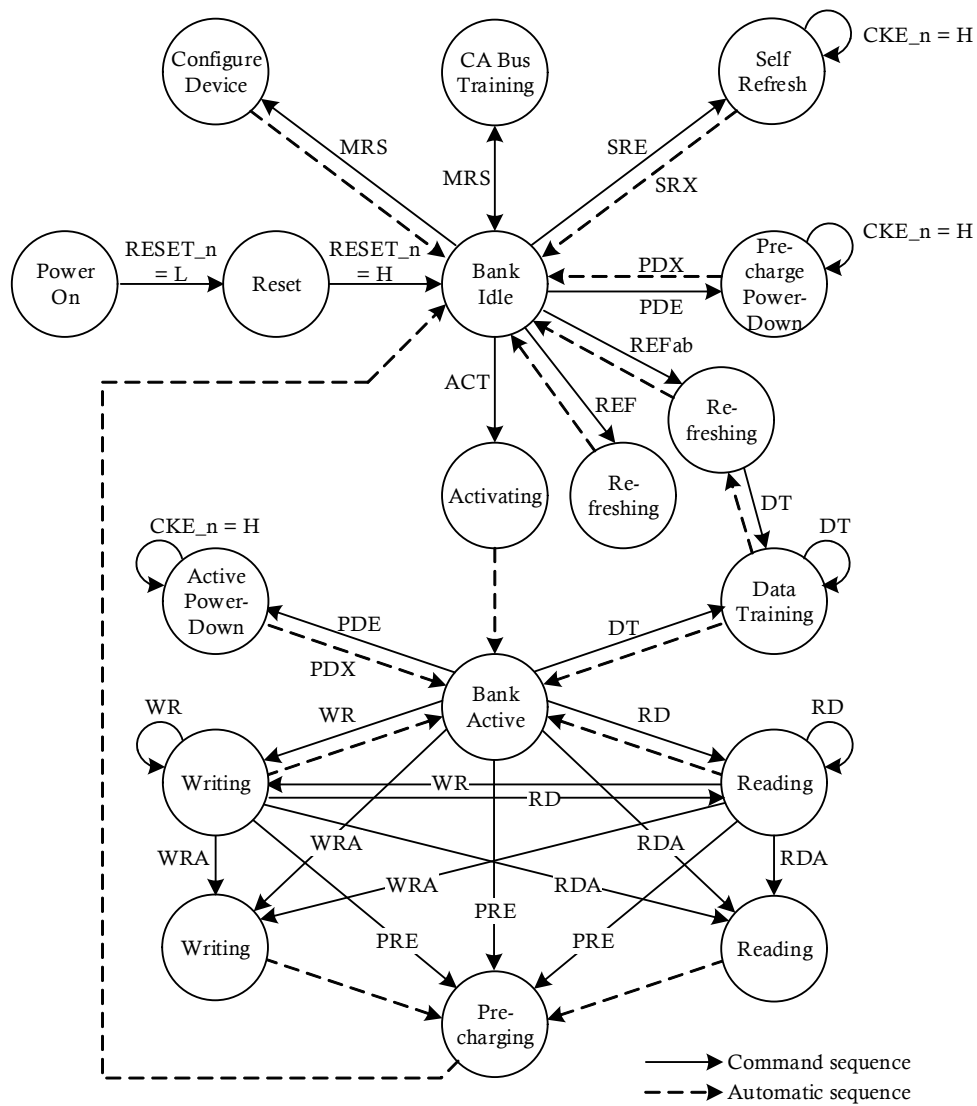 Configure
Device
CA Bus
Training
Self
Refresh
CKE_n = H
MRS
MRS
SRE
SRX
Power
On
RESET_n
= L
Reset
RESET_n
= H
Bank
Idle
PDX
PDE
Pre-
charge
Power-
Down
CKE_n = H
REFab
ACT
REF
Re-
freshing
Activating
Re-
freshing
DT
CKE_n = H
DT
Active
Power-
Down
Data
Training
PDE
PDX
DT
Bank
Active
WR
WR
RD
RD
Writing
WR
RD
Reading
WRA
WRA
RDA
RDA
WRA
RDA
Writing
PRE
PRE
PRE
Reading
Pre-
charging
Command sequence
Automatic sequence